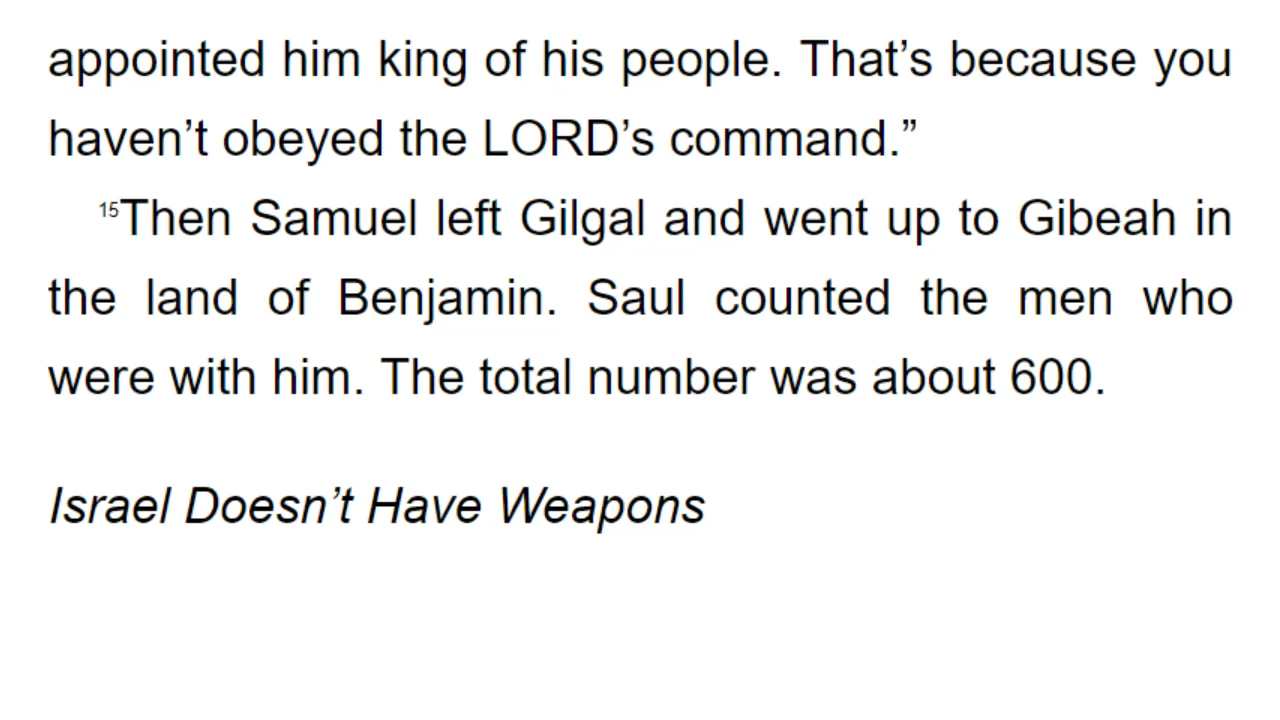 appointed him king of his people. That’s because you
haven’t obeyed the LORD’s command.”
15Then Samuel left Gilgal and went up to Gibeah in
the land of Benjamin. Saul counted the men who
were with him. The total number was about 600.
Israel Doesn’t Have Weapons